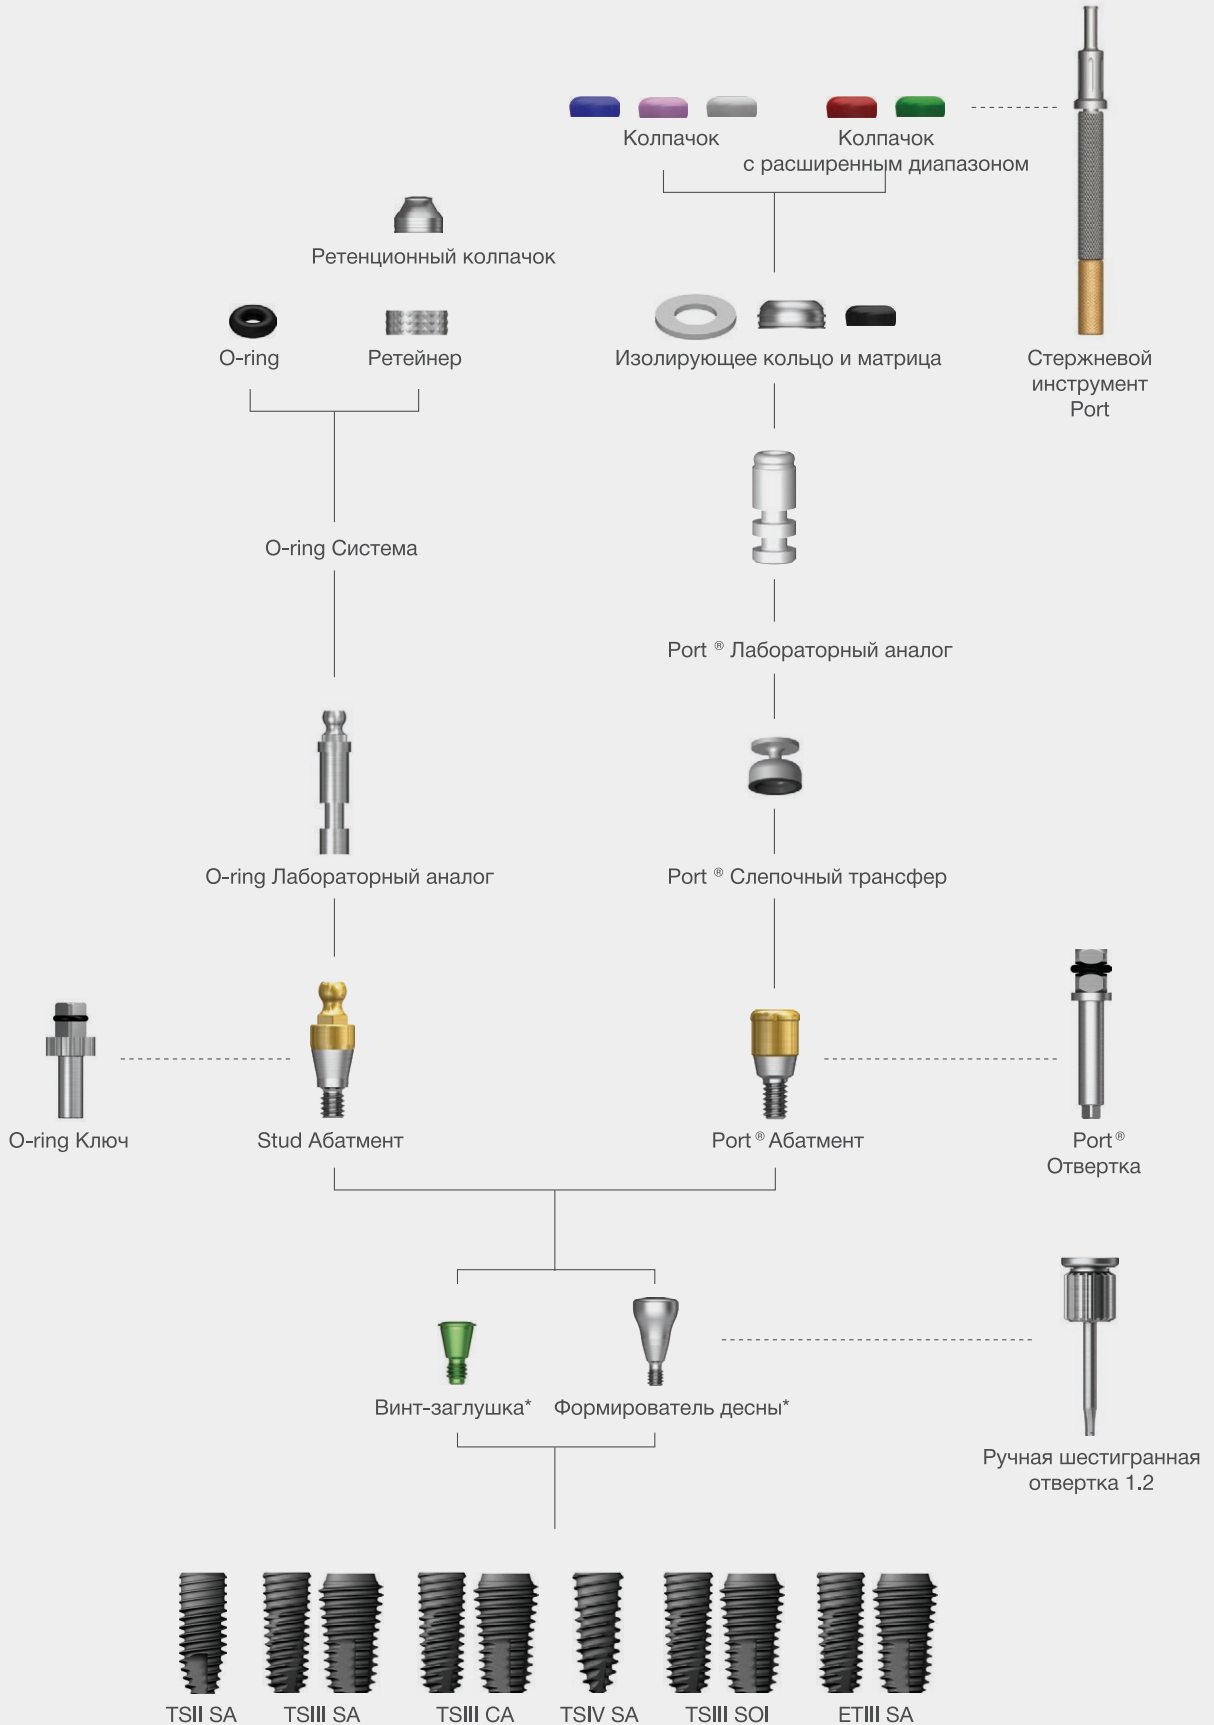 Колпачок
Колпачок
с расширенным диапазоном
Ретенционный колпачок
O-ring
Ретейнер
Изолирующее кольцо и матрица
Стержневой
инструмент
Port
O-ring Система
Port ® Лабораторный аналог
O-ring Лабораторный аналог
Port ® Слепочный трансфер
O-ring Ключ
Stud Абатмент
Port ® Абатмент
Port ®
Отвертка
Винт-заглушка*
Формирователь десны*
Ручная шестигранная
отвертка 1.2
TSII SA
TSIII SA
TSIII CA
TSIV SA
TSIII SOI
ETIII SA